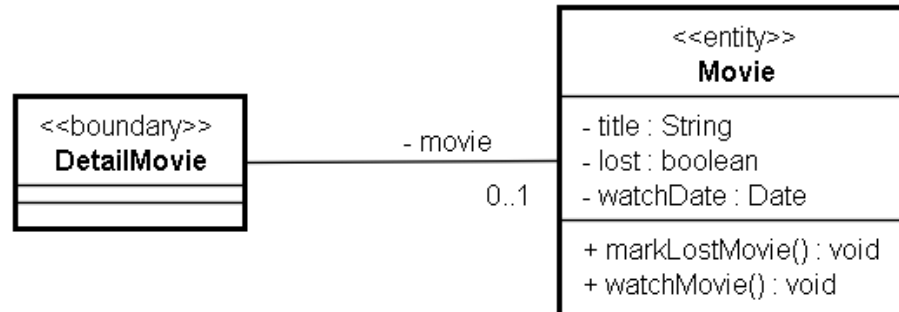 <<boundary>>
DetailMovie
- movie
0..1
<<entity>>
Movie
- title : String
- lost : boolean
- watchDate : Date
+ markLostMovie() : void
+ watchMovie() : void